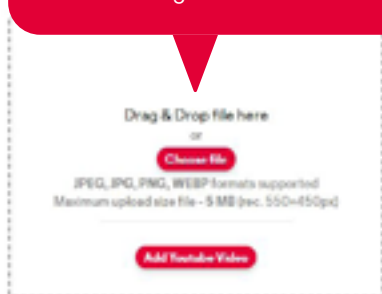 Drag & Drop file here
or
Choose file
JPEG, JPG, PNG, WEBP formats supported
Maximum upload size file - 5 MB (rec. 550×450px)
Add Youtube Video